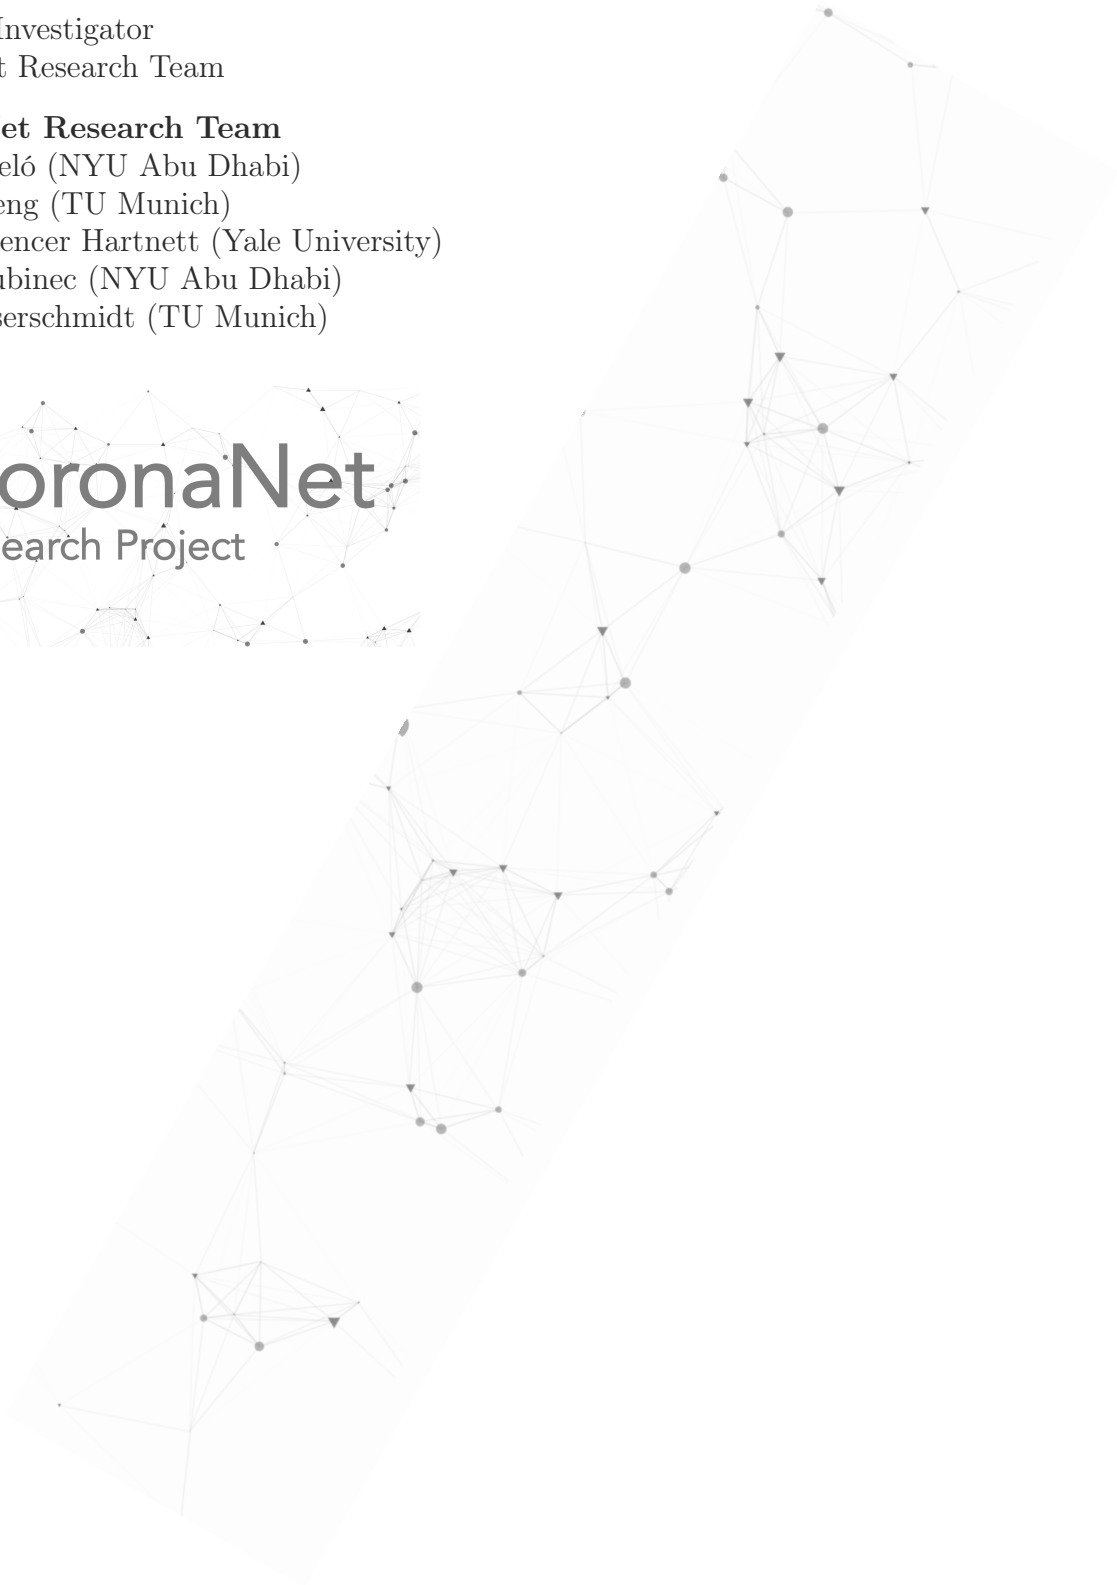 Investigator
t Research Team
et Research Team
eló (NYU Abu Dhabi)
eng (TU Munich)
encer Hartnett (Yale University)
ubinec (NYU Abu Dhabi)
serschmidt (TU Munich)
oronaNet
earch Project